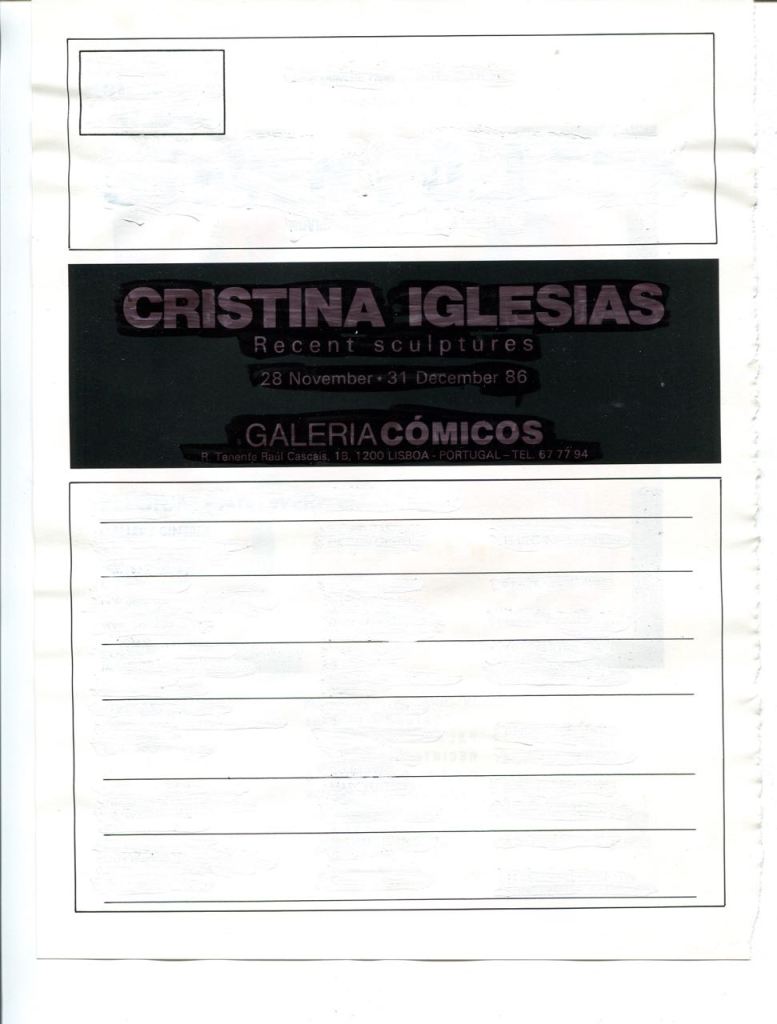 CRISTINA IGLESIAS
Recent sculptures
28 November • 31 December 86
GALERIA CÓMICOS
R. Tenente Raúl Cascais, 1B, 1200 LISBOA - PORTUGAL - TEL. 67 77 94